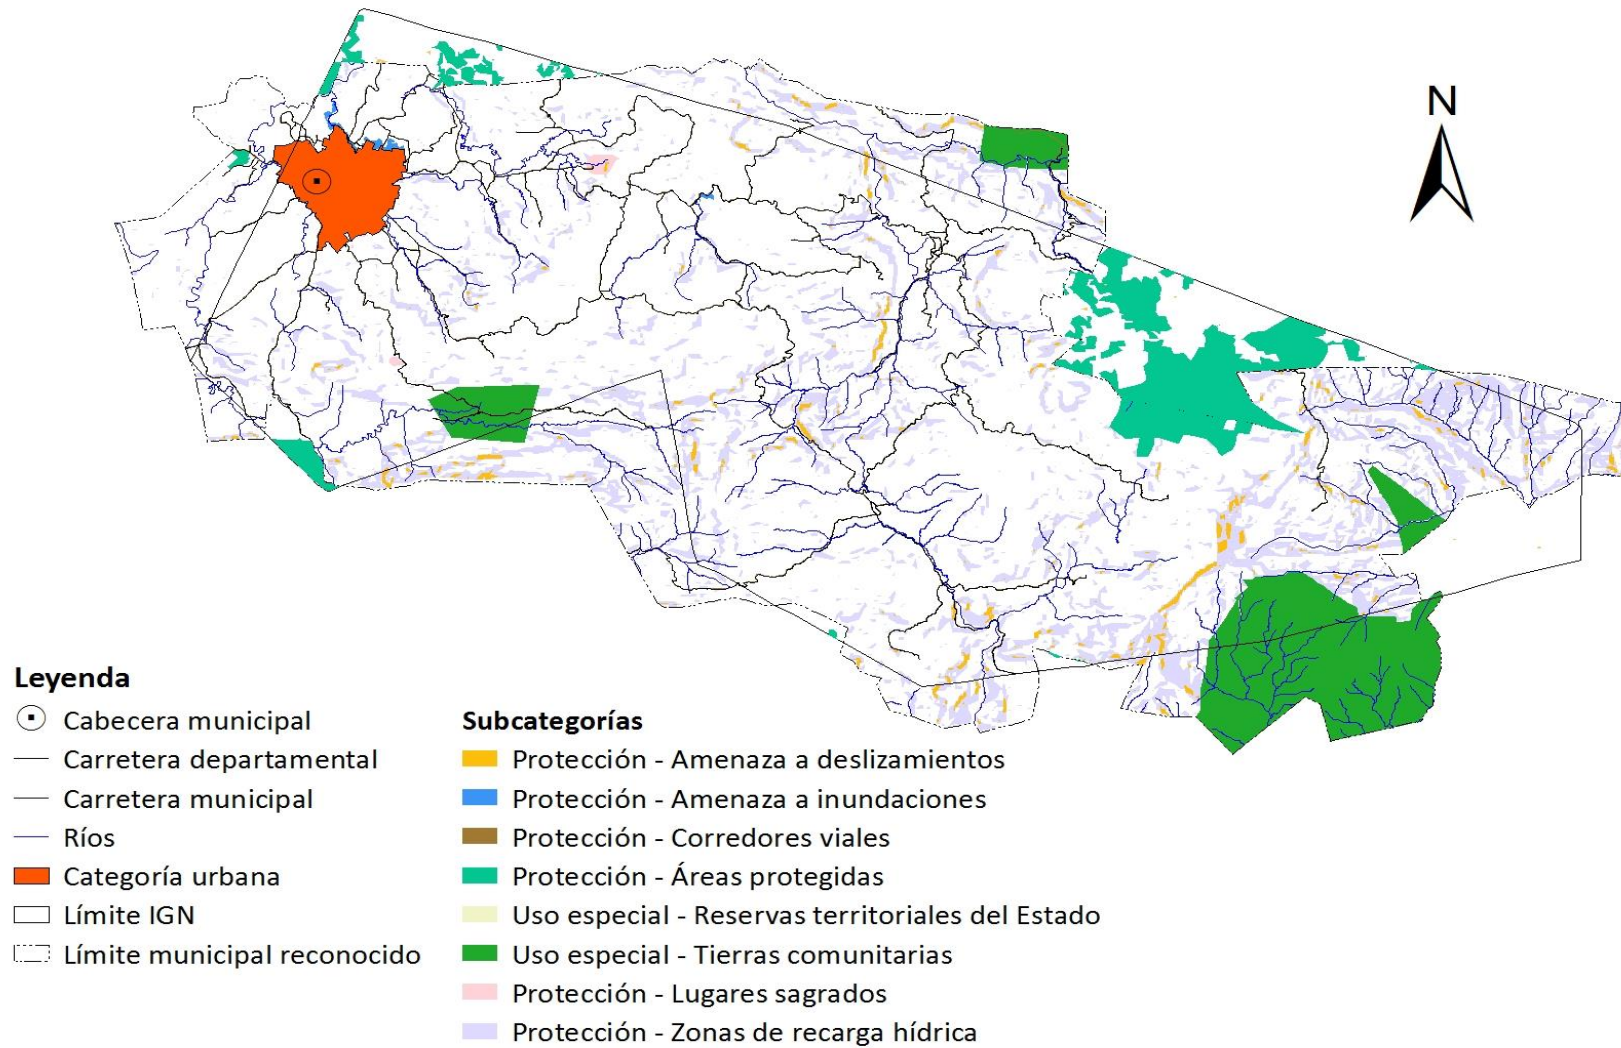 N
Leyenda
Cabecera municipal
Carretera departamental
Carretera municipal
Ríos
Categoría urbana
Límite IGN
Límite municipal reconocido
Subcategorías
Protección - Amenaza a deslizamientos
Protección - Amenaza a inundaciones
Protección - Corredores viales
Protección - Áreas protegidas
Uso especial - Reservas territoriales del Estado
Uso especial - Tierras comunitarias
Protección - Lugares sagrados
Protección - Zonas de recarga hídrica